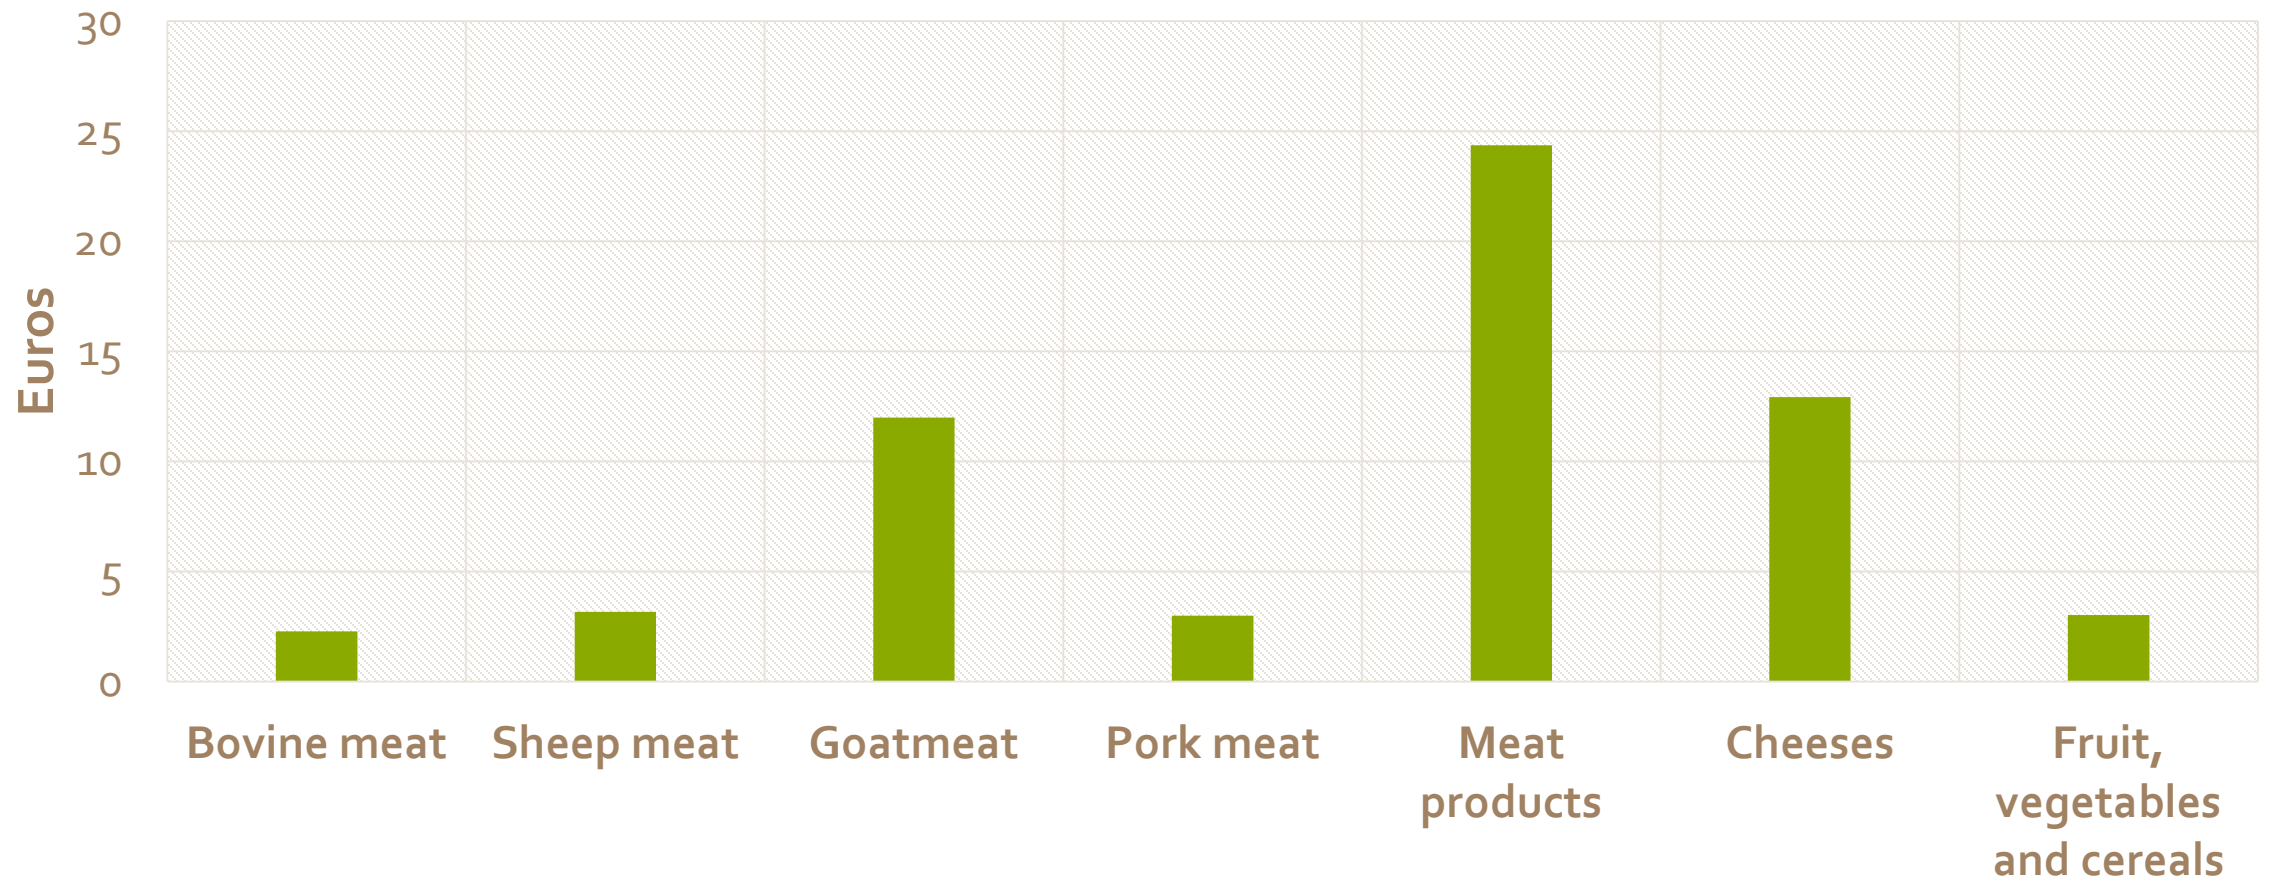 30
25
20
15
10
5
0
Euros
Bovine meat
Sheep meat
Goatmeat
Pork meat
Meat
products
Cheeses
Fruit,
vegetables
and cereals